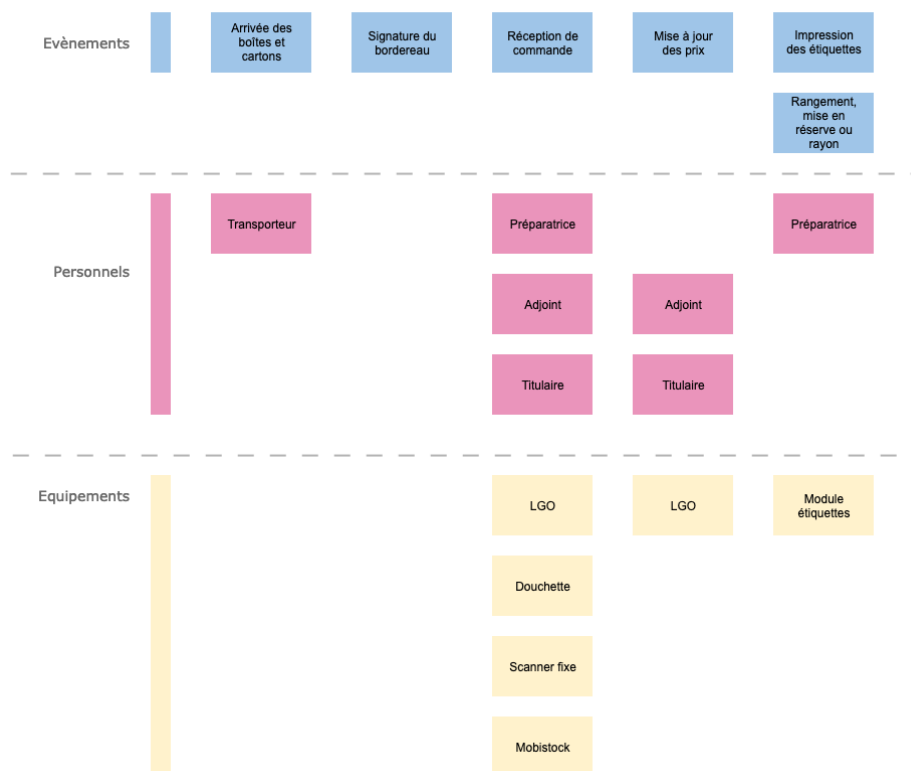 Evènements
Arrivée des
boîtes et
cartons
Signature du
bordereau
Réception de
commande
Mise à jour
des prix
Impression
des étiquettes
Rangement,
mise en
réserve ou
rayon
Personnels
Transporteur
Préparatrice
Préparatrice
Adjoint
Adjoint
Titulaire
Titulaire
Equipements
LGO
LGO
Module
étiquettes
Douchette
Scanner fixe
Mobistock